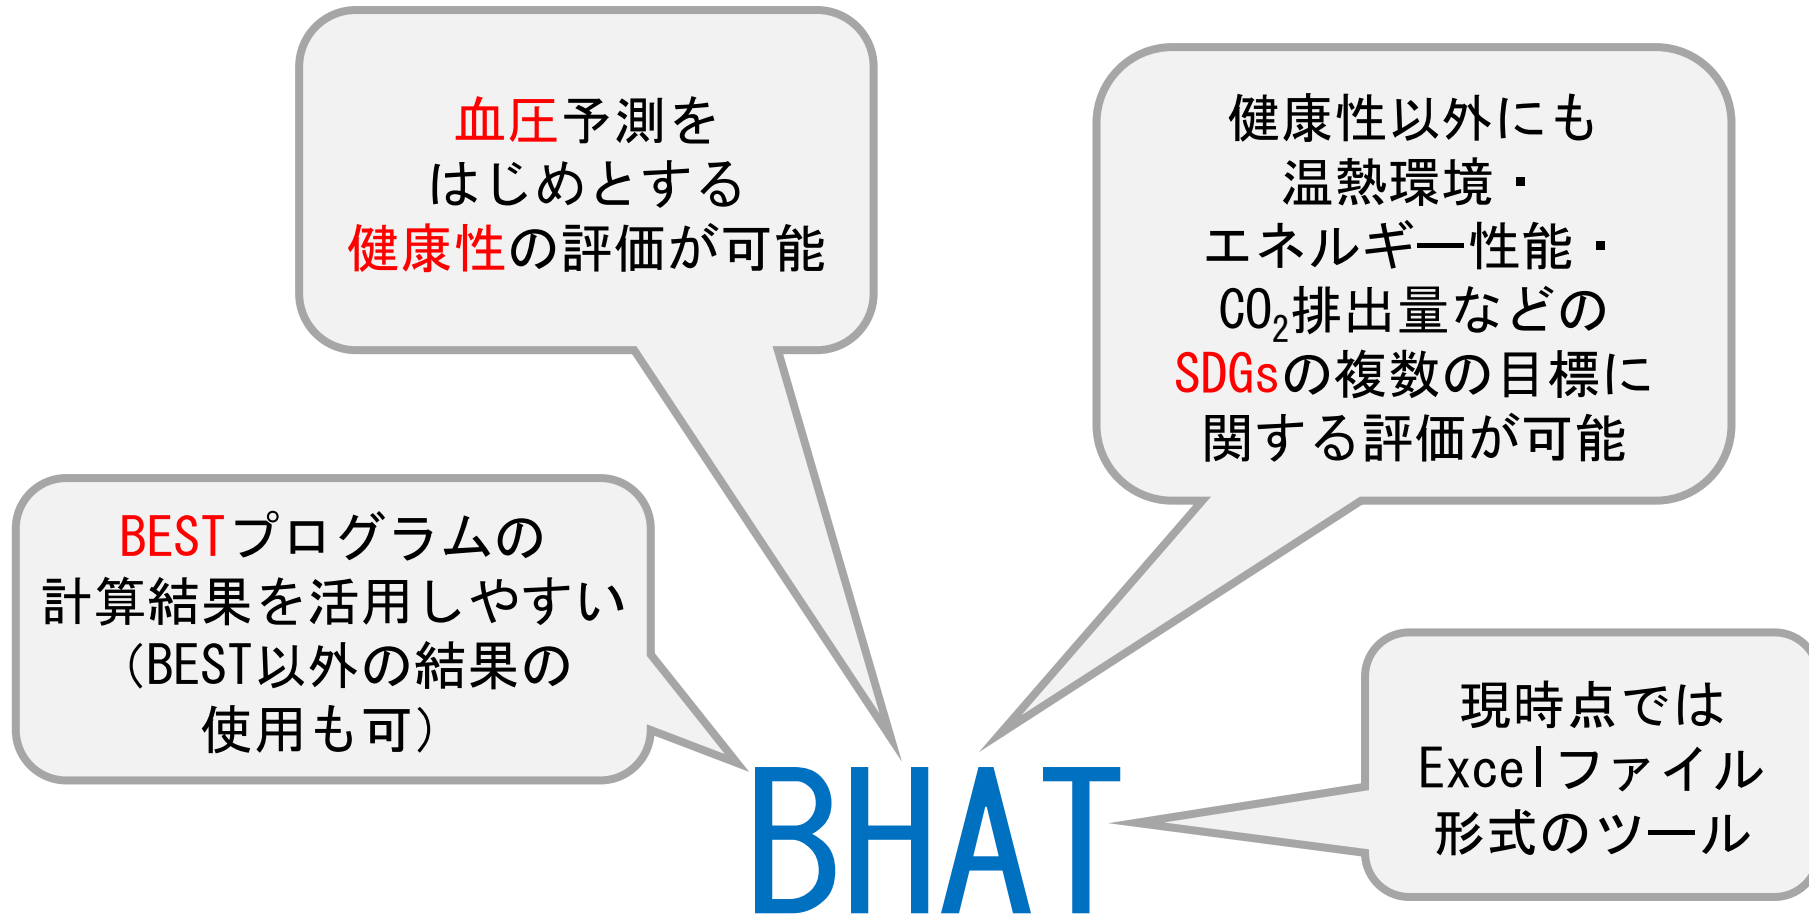 血圧予測を
はじめとする
健康性の評価が可能
健康性以外にも
温熱環境・
エネルギー性能・
CO₂排出量などの
SDGsの複数の目標に
関する評価が可能
BESTプログラムの
計算結果を活用しやすい
（BEST以外の結果の
使用も可）
現時点では
Excelファイル
形式のツール
BHAT